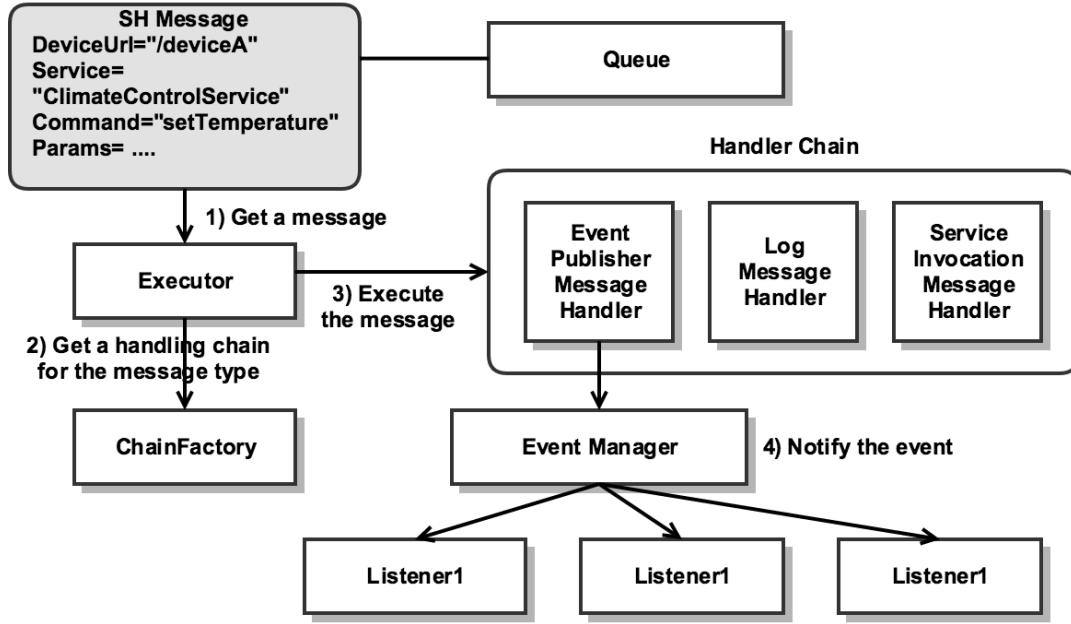 SH Message
DeviceUrl="/deviceA"
Service=
"ClimateControlService"
Command="setTemperature"
Params= ....
Queue
Handler Chain
1) Get a message
Event
Publisher
Message
Handler
Log
Message
Handler
Service
Invocation
Message
Handler
Executor
3) Execute
the message
2) Get a handling chain
for the message type
ChainFactory
Event Manager
4) Notify the event
Listener1
Listener1
Listener1